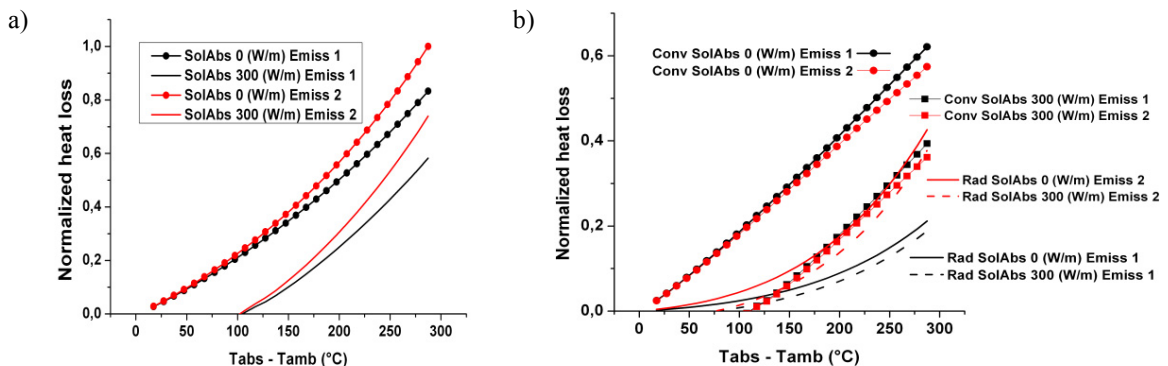 a)
Normalized heat loss
1,0
0,8
0,6
0,4
0,2
0,0
SolAbs 0 (W/m) Emiss 1
SolAbs 300 (W/m) Emiss 1
SolAbs 0 (W/m) Emiss 2
SolAbs 300 (W/m) Emiss 2
0 50 100 150 200 250 300
Tabs - Tamb (°C)
b)
Normalized heat loss
0,6
0,4
0,2
0,0
Conv SolAbs 0 (W/m) Emiss 1
Conv SolAbs 0 (W/m) Emiss 2
Conv SolAbs 300 (W/m) Emiss 1
Conv SolAbs 300 (W/m) Emiss 2
Rad SolAbs 0 (W/m) Emiss 2
Rad SolAbs 300 (W/m) Emiss 2
Rad SolAbs 0 (W/m) Emiss 1
Rad SolAbs 300 (W/m) Emiss 1
0 50 100 150 200 250 300
Tabs - Tamb (°C)